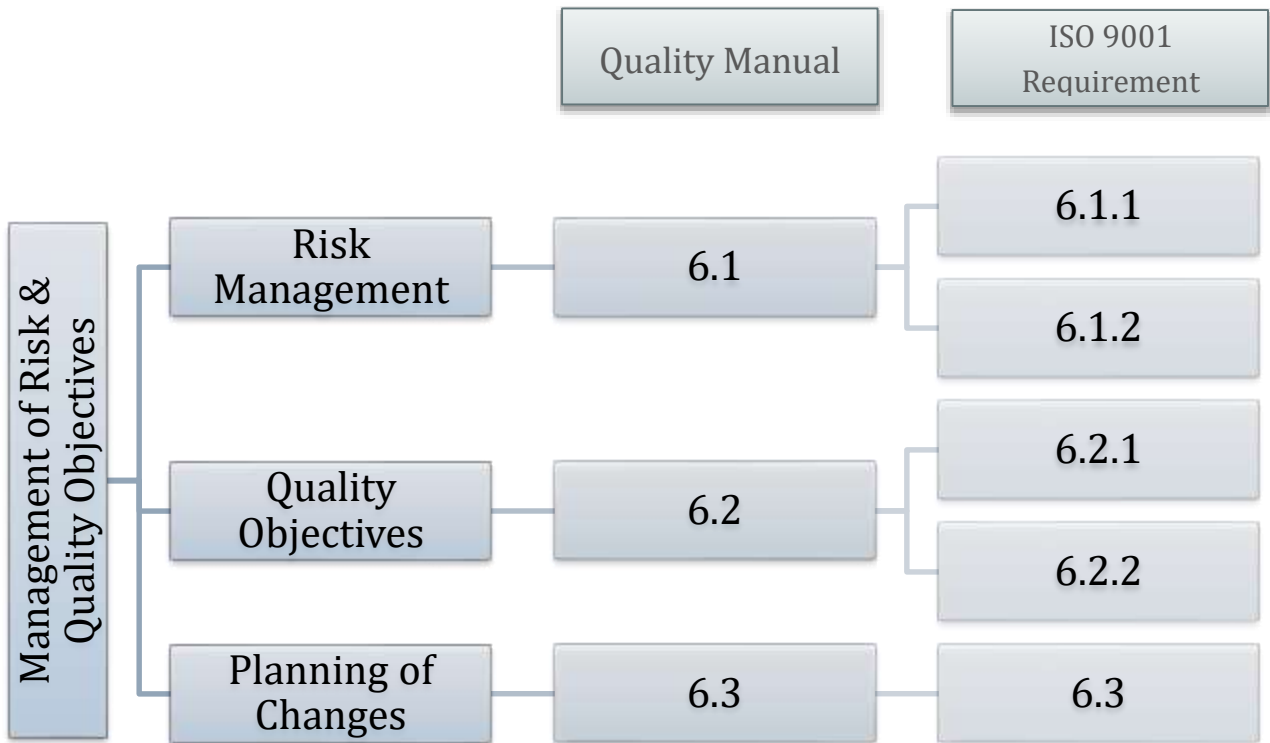 Quality Manual
ISO 9001
Requirement
Management of Risk &
Quality Objectives
Risk
Management
6.1
6.1.1
6.1.2
Quality
Objectives
6.2
6.2.1
6.2.2
Planning of
Changes
6.3
6.3